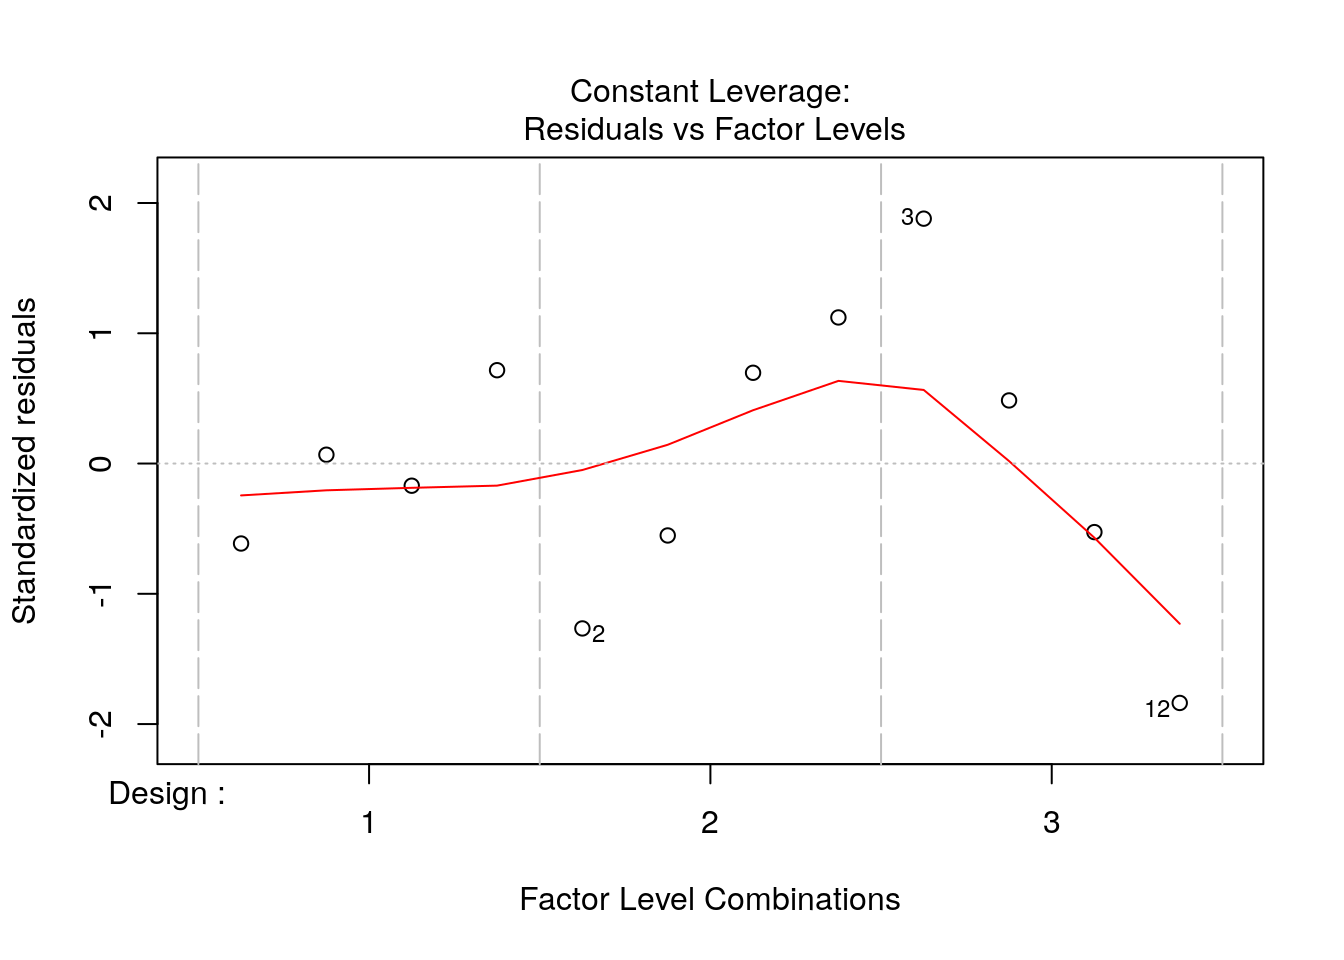 Constant Leverage:
Residuals vs Factor Levels
Standardized residuals
2
1
0
-1
-2
3
2
12
Design :
1
2
3
Factor Level Combinations